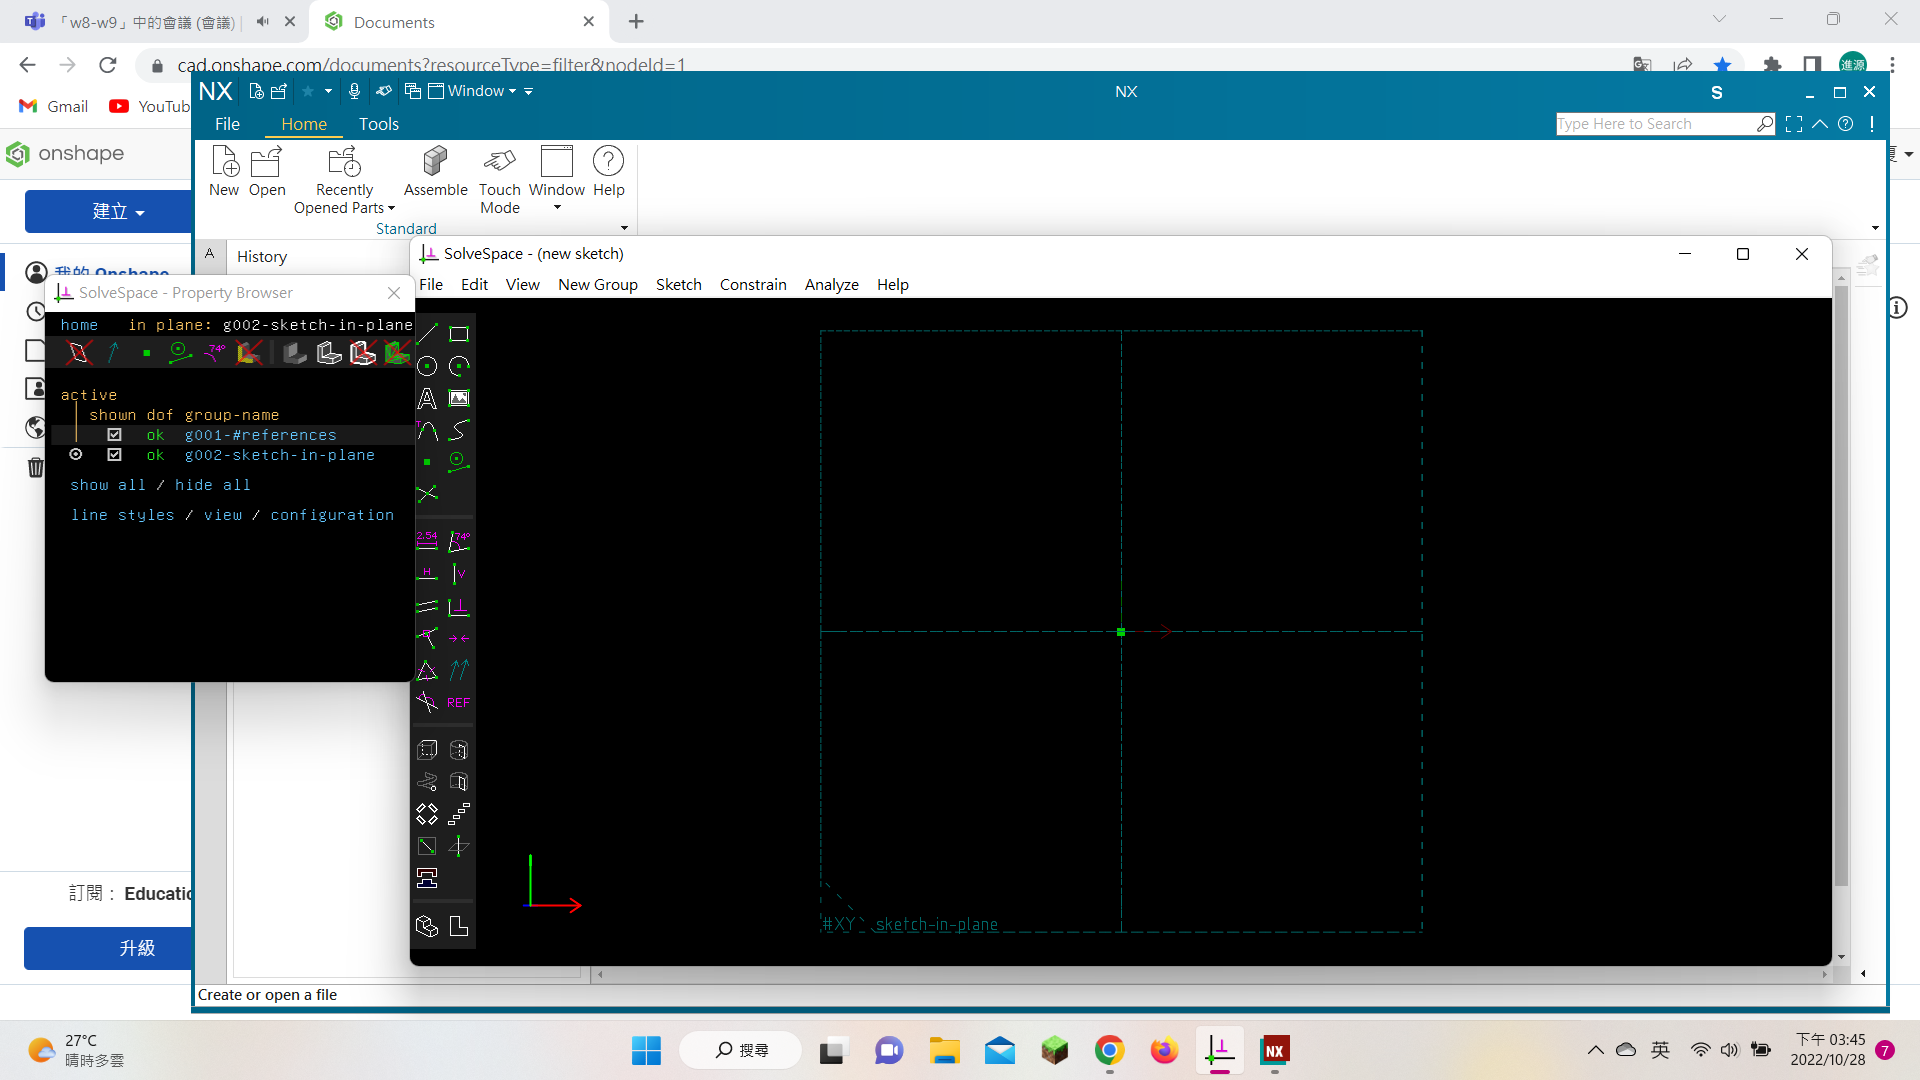 「w8-w9」中的會議 (會議) |
Documents
cad.onshape.com/documents?resourceType=filter&nodeId=1
進源
Gmail
YouTub
NX
Window
NX
S
File
Home
Tools
Type Here to Search
onshape
New
Open
Recently
Opened Parts
Assemble
Touch
Mode
Window
Help
Standard
建立
A
History
我的 Onshape
SolveSpace - (new sketch)
File
Edit
View
New Group
Sketch
Constrain
Analyze
Help
SolveSpace - Property Browser
home in plane: g002-sketch-in-plane
74°
active
shown dof group-name
ok g001-#references
ok g002-sketch-in-plane
show all / hide all
line styles / view / configuration
A
T
2.54
74°
H
V
REF
#XY
sketch-in-plane
訂閱： Educatio
升級
Create or open a file
27°C
晴時多雲
搜尋
NX
英
下午 03:45
2022/10/28
7